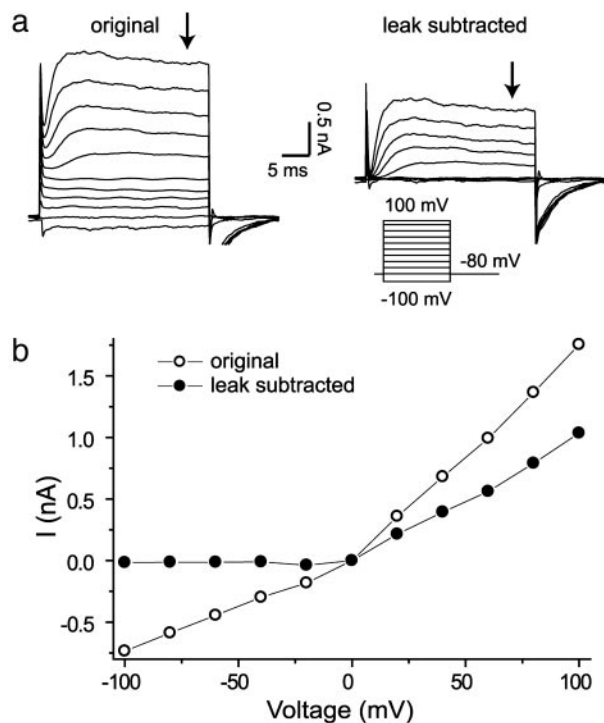 a
original
leak subtracted
0.5 nA
5 ms
100 mV
-80 mV
-100 mV
b
original
leak subtracted
1.5
1.0
0.5
0.0
-0.5
I (nA)
-100
-50
0
50
100
Voltage (mV)